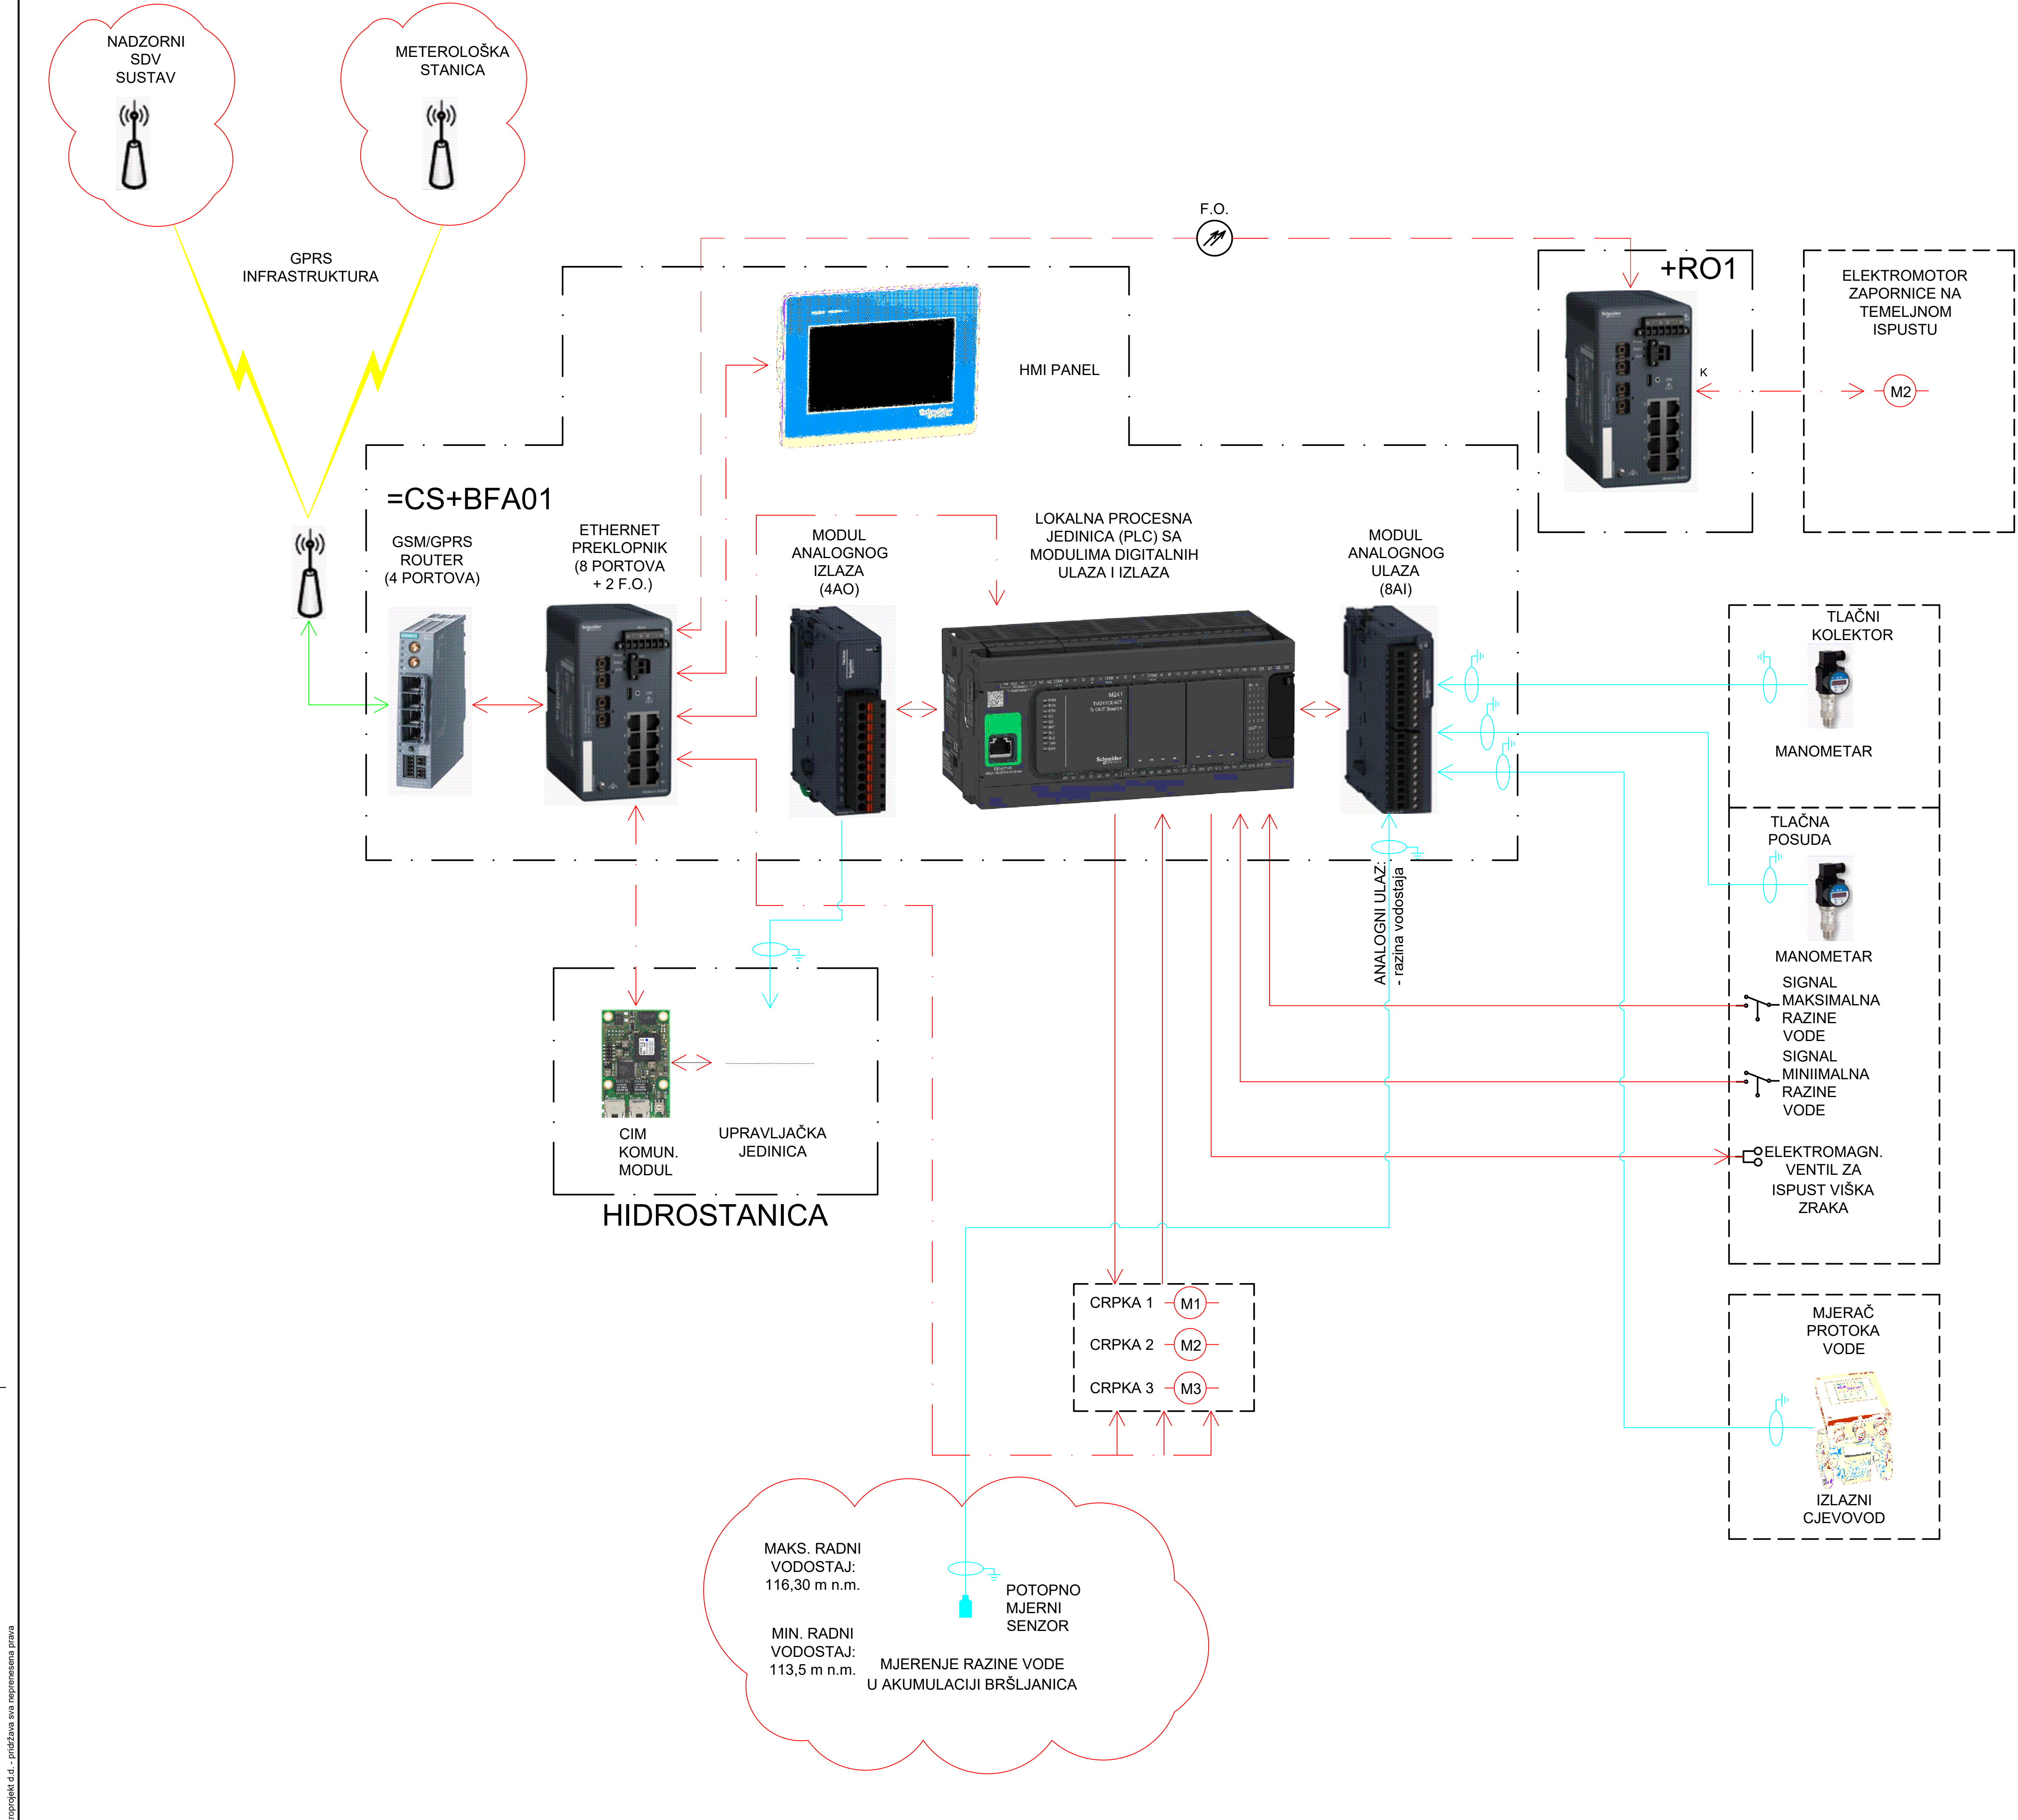 NADZORNI
SDV
SUSTAV
METEROLOŠKA
STANICA
GPRS
INFRASTRUKTURA
F.O.
+RO1
ELEKTROMOTOR
ZAPORNICE NA
TEMELJNOM
ISPUSTU
K
M2
HMI PANEL
=CS+BFA01
GSM/GPRS
ROUTER
(4 PORTOVA)
ETHERNET
PREKLOPNIK
(8 PORTOVA
+ 2 F.O.)
MODUL
ANALOGNOG
IZLAZA
(4AO)
LOKALNA PROCESNA
JEDINICA (PLC) SA
MODULIMA DIGITALNIH
ULAZA I IZLAZA
MODUL
ANALOGNOG
ULAZA
(8AI)
M241
Schneider
TLAČNI
KOLEKTOR
MANOMETAR
TLAČNA
POSUDA
MANOMETAR
SIGNAL
MAKSIMALNA
RAZINE
VODE
SIGNAL
MINIIMALNA
RAZINE
VODE
ELEKTROMAGN.
VENTIL ZA
ISPUST VIŠKA
ZRAKA
ANALOGNI ULAZ:
- razina vodostaja
CIM
KOMUN.
MODUL
UPRAVLJAČKA
JEDINICA
HIDROSTANICA
CRPKA 1 M1
CRPKA 2 M2
CRPKA 3 M3
MJERAČ
PROTOKA
VODE
IZLAZNI
CJEVOVOD
MAKS. RADNI
VODOSTAJ:
116,30 m n.m.
MIN. RADNI
VODOSTAJ:
113,5 m n.m.
POTOPNO
MJERNI
SENZOR
MJERENJE RAZINE VODE
U AKUMULACIJI BRŠLJANICA
roprojekt d.d. - pridržava sva neprenesena prava